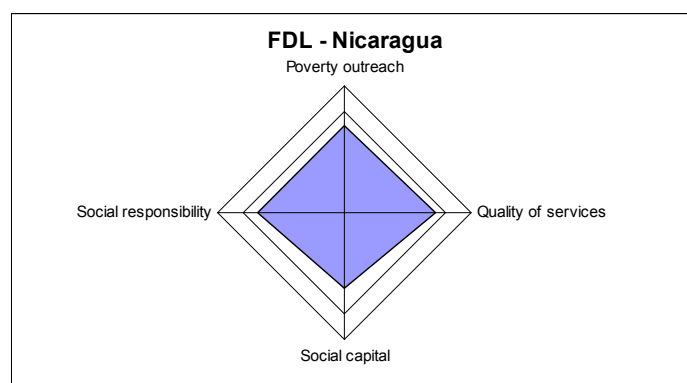 FDL - Nicaragua
Poverty outreach
Social responsibility
Quality of services
Social capital